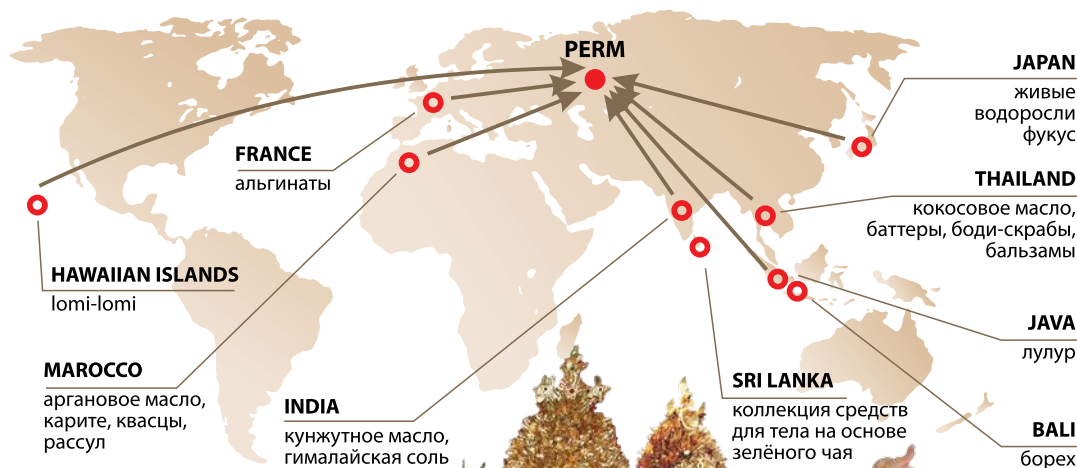 PERM
JAPAN
живые
водоросли
фукус
FRANCE
альгинаты
THAILAND
кокосовое масло,
баттеры, боди-скрабы,
бальзамы
HAWAIIAN ISLANDS
lomi-lomi
JAVA
лулур
MAROCCO
аргановое масло,
карите, квасцы,
рассул
INDIA
кунжутное масло,
гималайская соль
SRI LANKA
коллекция средств
для тела на основе
зелёного чая
BALI
борех